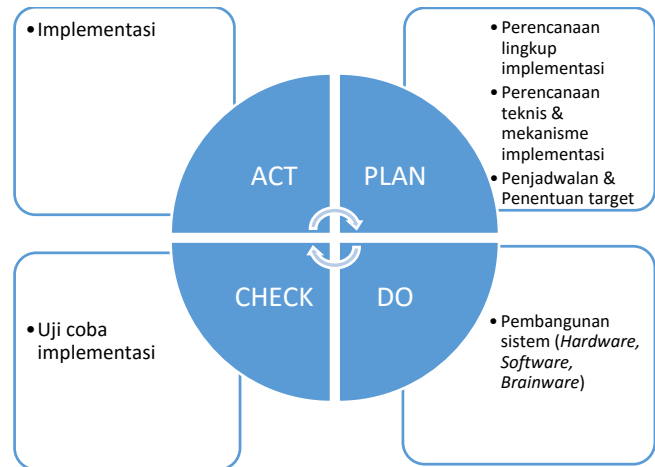 • Implementasi
ACT
• Perencanaan
lingkup
implementasi
• Perencanaan
teknis &
mekanisme
implementasi
• Penjadwalan &
Penentuan target
PLAN
• Uji coba
implementasi
CHECK
• Pembangunan
sistem (Hardware,
Software,
Brainware)
DO